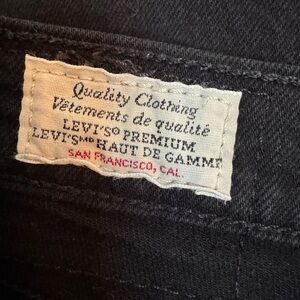 Quality Clothing
Vêtements de qualité
LEVI'S® PREMIUM
LEVI'S MD HAUT DE GAMME
SAN FRANCISCO, CAL.